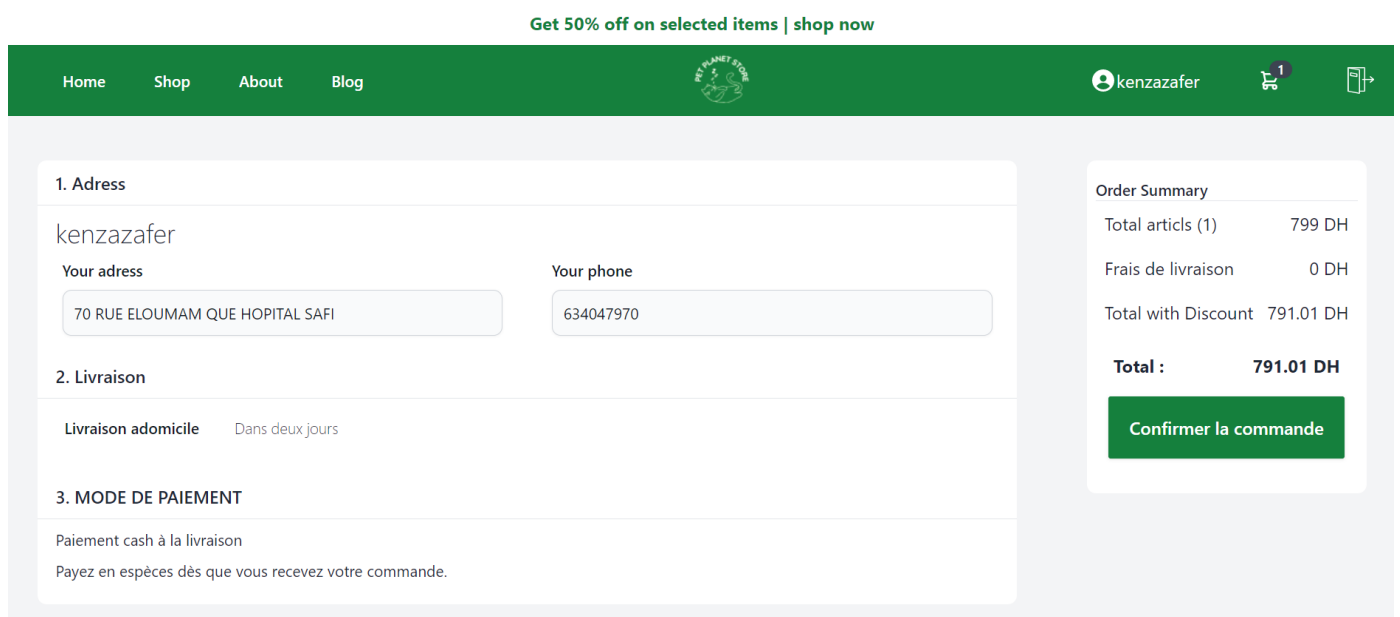 Get 50% off on selected items | shop now
Home Shop About Blog PET PLANET STORE kenzazafer 1
1. Adress
kenzazafer
Your adress Your phone
70 RUE ELOUMAM QUE HOPITAL SAFI 634047970
2. Livraison
Livraison adomicile Dans deux jours
3. MODE DE PAIEMENT
Paiement cash à la livraison
Payez en espèces dès que vous recevez votre commande.
Order Summary
Total articls (1) 799 DH
Frais de livraison 0 DH
Total with Discount 791.01 DH
Total : 791.01 DH
Confirmer la commande